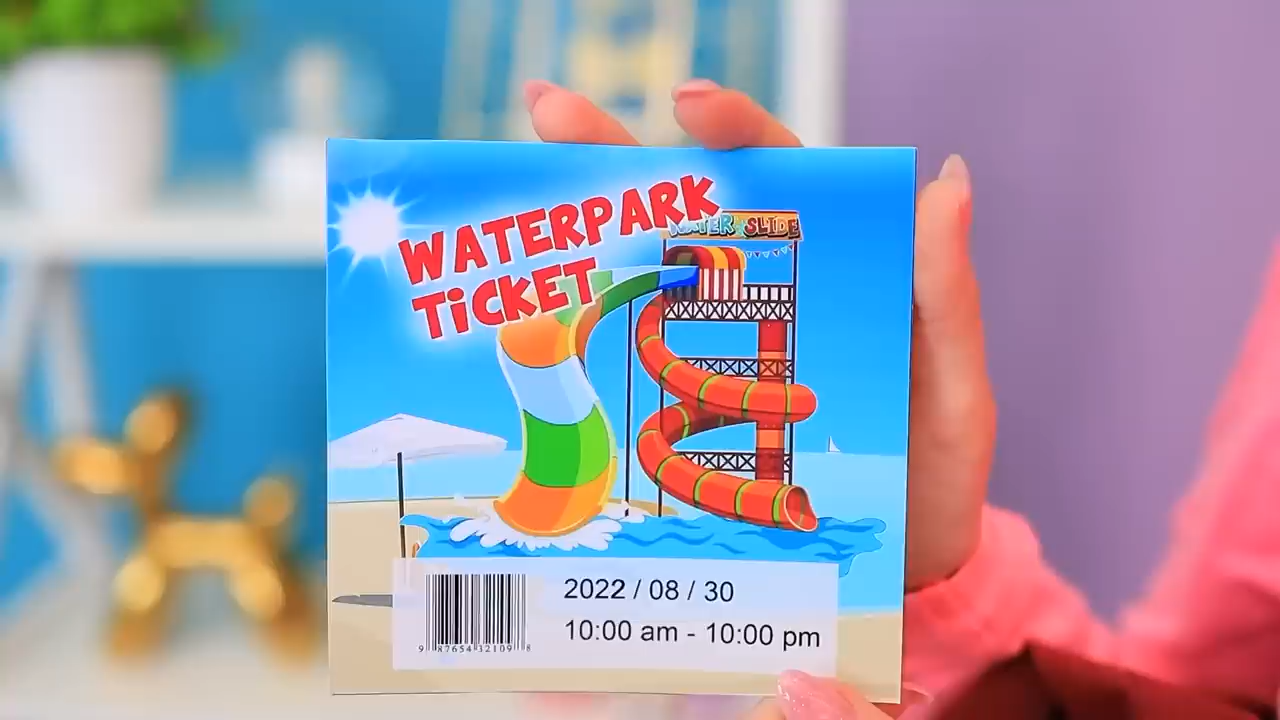 WATERPARK
TiCKET
WATER SLIDE
2022 / 08 / 30
10:00 am - 10:00 pm
9 87654 32109 8